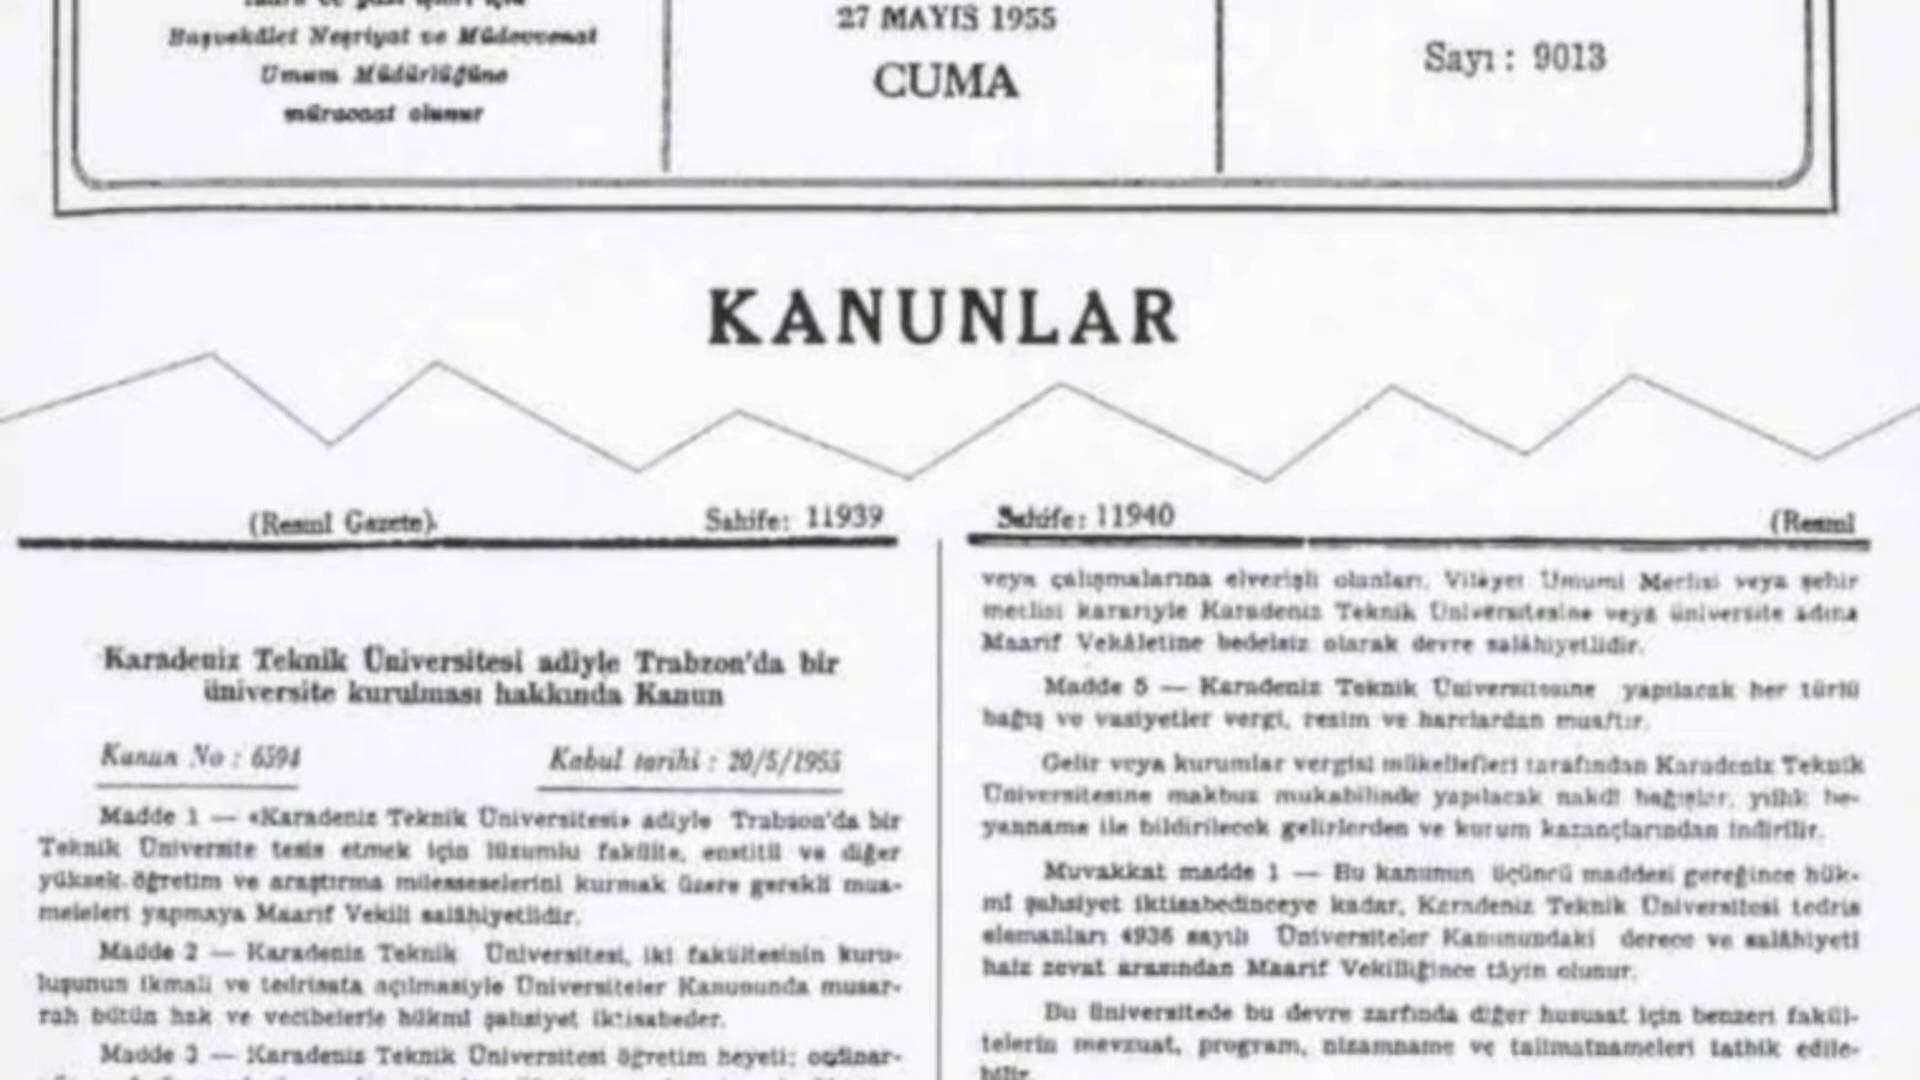 Başvekâlet Neşriyat ve Müdevvenat
Umum Müdürlüğüne
müracaat olunur
27 MAYIS 1955
CUMA
Sayı : 9013
KANUNLAR
(Resmî Gazete)
Sahife: 11939
Karadeniz Teknik Üniversitesi adiyle Trabzon'da bir
üniversite kurulması hakkında Kanun
Kanun No : 6594
Kabul tarihi : 20/5/1955
Madde 1 — «Karadeniz Teknik Üniversitesi» adiyle Trabzon'da bir
Teknik Üniversite tesis etmek için lüzumlu fakülte, enstitü ve diğer
yüksek öğretim ve araştırma müesseselerini kurmak üzere gerekli mua-
meleleri yapmaya Maarif Vekili salâhiyetlidir.
Madde 2 — Karadeniz Teknik Üniversitesi, iki fakültesinin kuru-
luşunun ikmali ve tedrisata açılmasiyle Üniversiteler Kanununda musar-
rah bütün hak ve vecibelerle hükmî şahsiyet iktisabeder.
Madde 3 — Karadeniz Teknik Üniversitesi öğretim heyeti; ordinar-
Sahife: 11940
(Resmî
veya çalışmalarına elverişli olanları, Vilâyet Umumi Meclisi veya şehir
meclisi karariyle Karadeniz Teknik Üniversitesine veya üniversite adına
Maarif Vekâletine bedelsiz olarak devre salâhiyetlidir.
Madde 5 — Karadeniz Teknik Üniversitesine yapılacak her türlü
bağış ve vasiyetler vergi, resim ve harclardan muaftır.
Gelir veya kurumlar vergisi mükellefleri tarafından Karadeniz Teknik
Üniversitesine makbuz mukabilinde yapılacak nakdî bağışlar, yıllık be-
yanname ile bildirilecek gelirlerden ve kurum kazançlarından indirilir.
Muvakkat madde 1 — Bu kanunun üçüncü maddesi gereğince hük-
mî şahsiyet iktisabedinceye kadar, Karadeniz Teknik Üniversitesi tedris
elemanları 4936 sayılı Üniversiteler Kanunundaki derece ve salâhiyeti
haiz zevat arasından Maarif Vekilliğince tâyin olunur.
Bu üniversitede bu devre zarfında diğer hususat için benzeri fakül-
telerin mevzuat, program, nizamname ve talimatnameleri tatbik edile-
bilir.